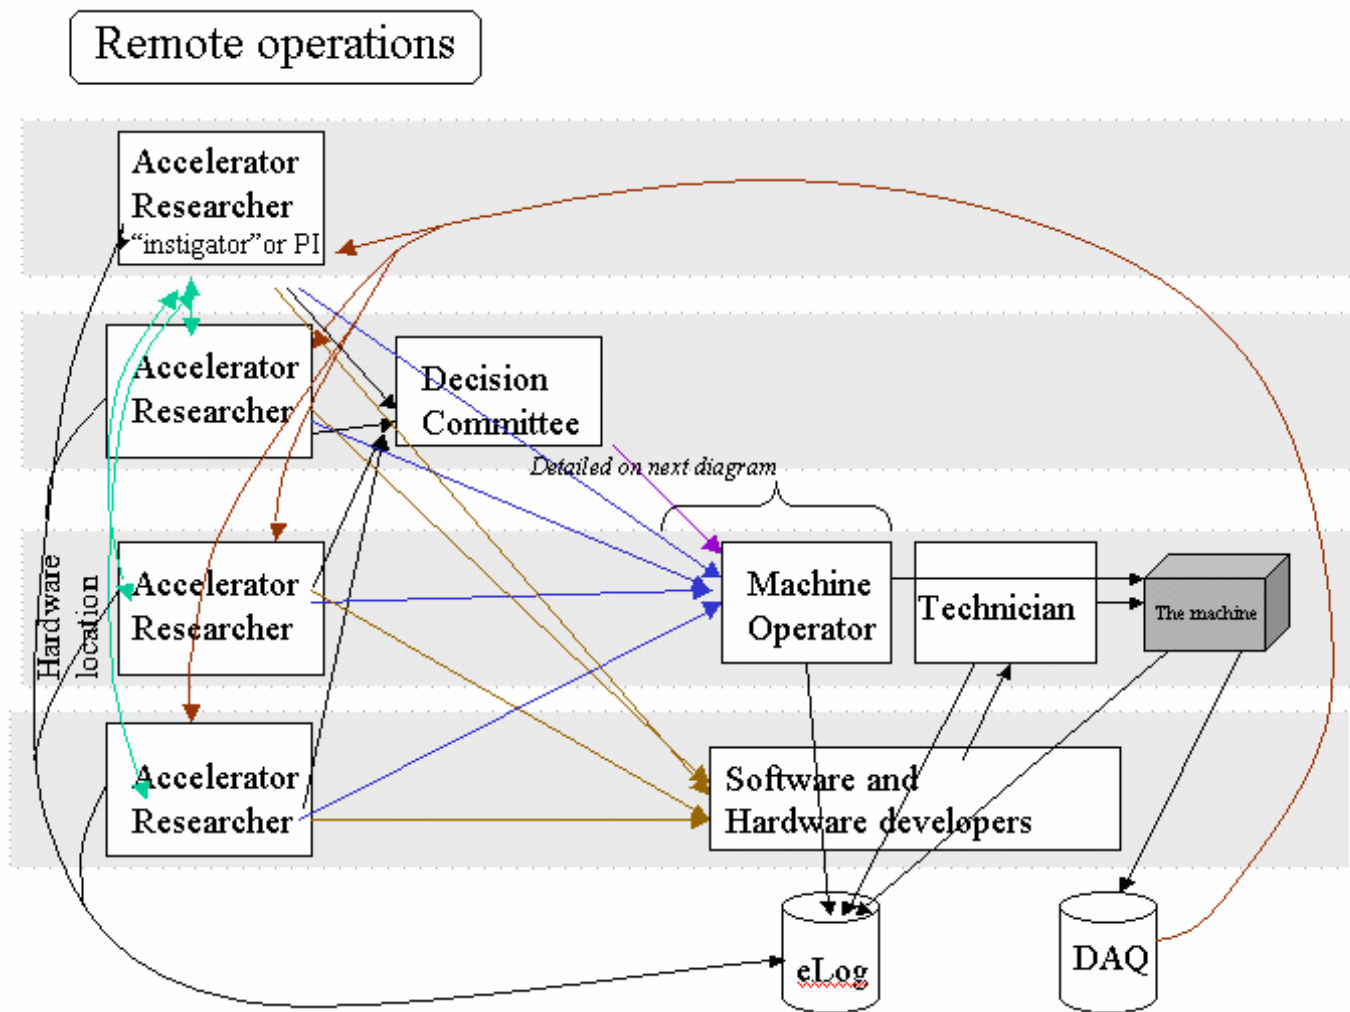 Remote operations
Accelerator
Researcher
“instigator”or PI
Accelerator
Researcher
Decision
Committee
Detailed on next diagram
Hardware
location
Accelerator
Researcher
Machine
Operator
Technician
The machine
Accelerator
Researcher
Software and
Hardware developers
eLog
DAQ